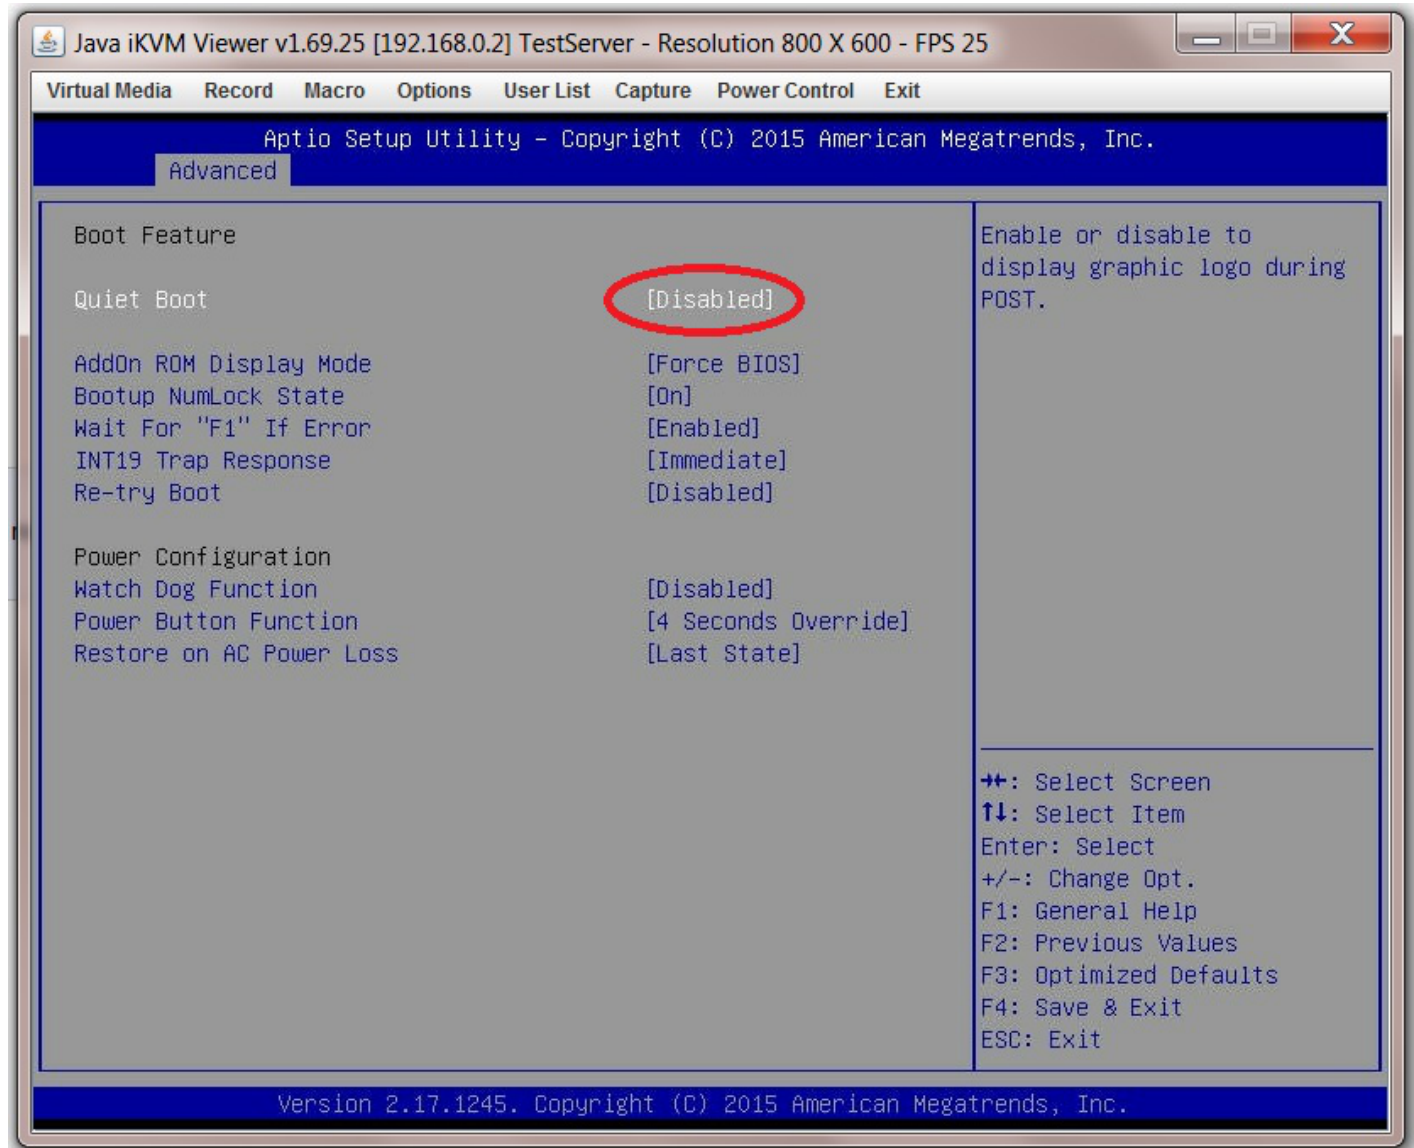 Java iKVM Viewer v1.69.25 [192.168.0.2] TestServer - Resolution 800 X 600 - FPS 25
Virtual Media Record Macro Options User List Capture Power Control Exit
Aptio Setup Utility – Copyright (C) 2015 American Megatrends, Inc.
Advanced
Boot Feature
Quiet Boot [Disabled]
AddOn ROM Display Mode [Force BIOS]
Bootup NumLock State [On]
Wait For "F1" If Error [Enabled]
INT19 Trap Response [Immediate]
Re-try Boot [Disabled]
Power Configuration
Watch Dog Function [Disabled]
Power Button Function [4 Seconds Override]
Restore on AC Power Loss [Last State]
Enable or disable to
display graphic logo during
POST.
→←: Select Screen
↑↓: Select Item
Enter: Select
+/-: Change Opt.
F1: General Help
F2: Previous Values
F3: Optimized Defaults
F4: Save & Exit
ESC: Exit
Version 2.17.1245. Copyright (C) 2015 American Megatrends, Inc.